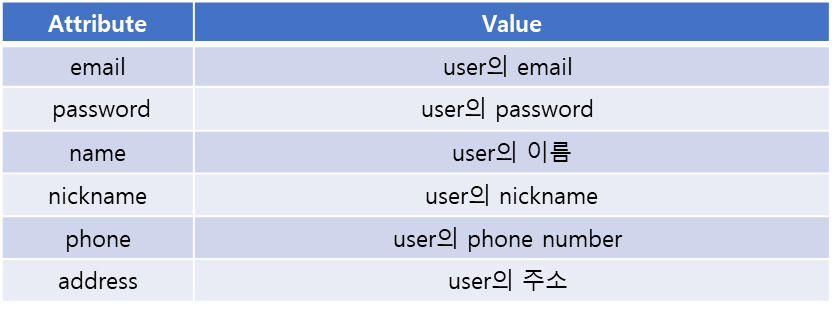 Attribute Value
email user의 email
password user의 password
name user의 이름
nickname user의 nickname
phone user의 phone number
address user의 주소